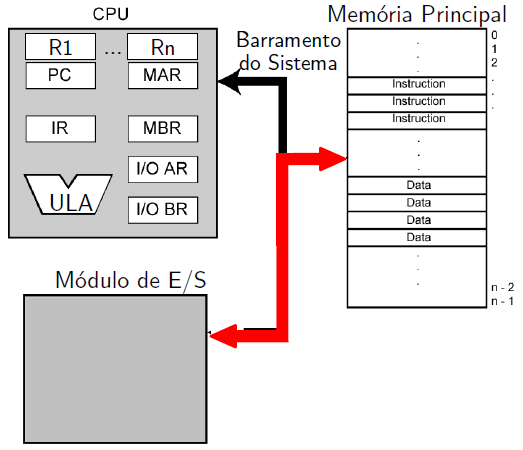 CPU
R1 ... Rn
PC MAR
IR MBR
I/O AR
ULA
I/O BR
Barramento
do Sistema
Memória Principal
0
1
2
.
.
.
Instruction
.
Instruction
.
Instruction
.
.
.
.
Data
Data
Data
Data
.
.
.
n - 2
n - 1
Módulo de E/S